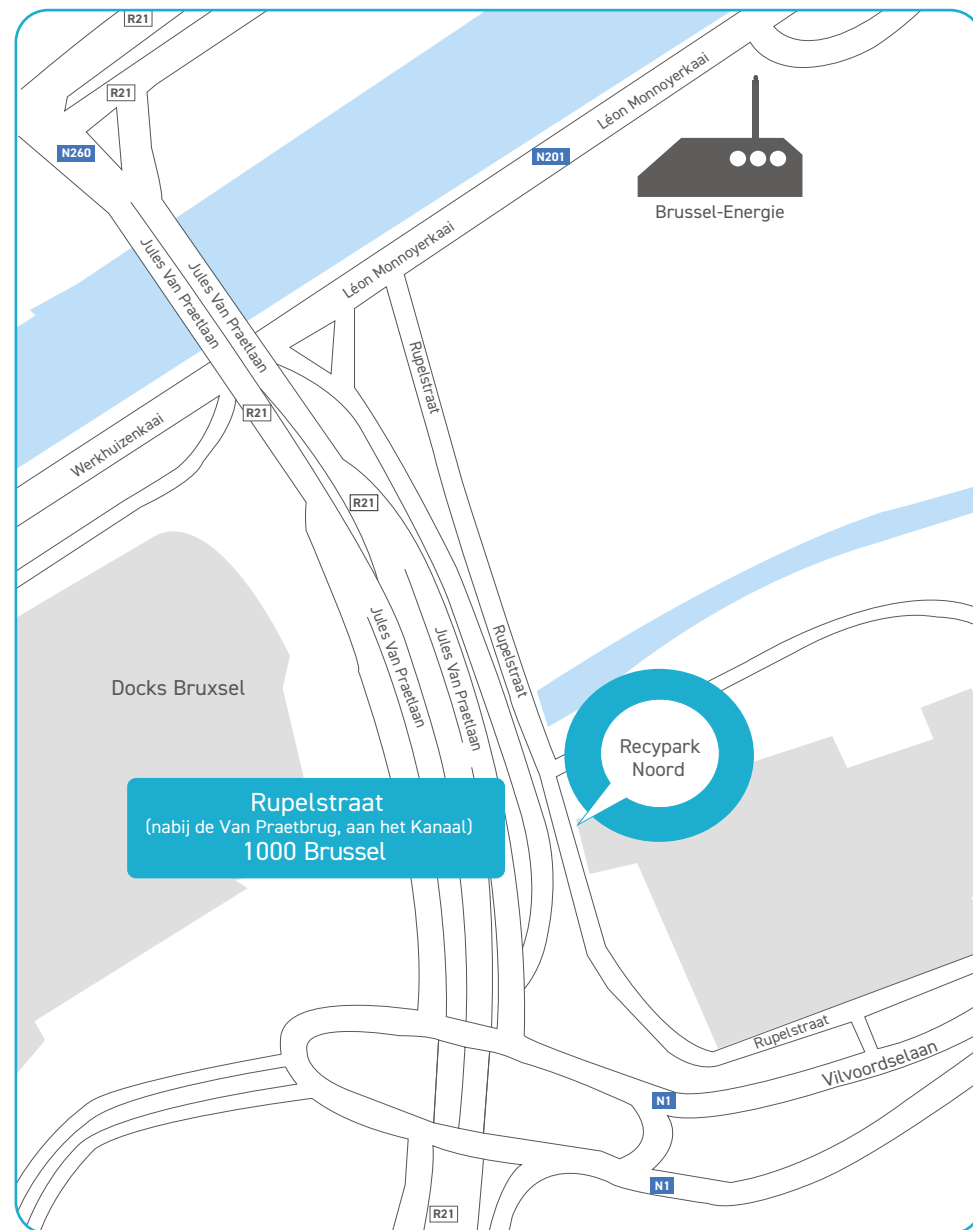 R21
R21
N260
Léon Monnoyerkaai
N201
Brussel-Energie
Jules Van Praetlaan
Jules Van Praetlaan
Léon Monnoyerkaai
Rupelstraat
R21
Werkhuizenkaai
R21
Jules Van Praetlaan
Jules Van Praetlaan
Rupelstraat
Docks Bruxsel
Recypark
Noord
Rupelstraat
(nabij de Van Praetbrug, aan het Kanaal)
1000 Brussel
Rupelstraat
Vilvoordselaan
N1
N1
R21